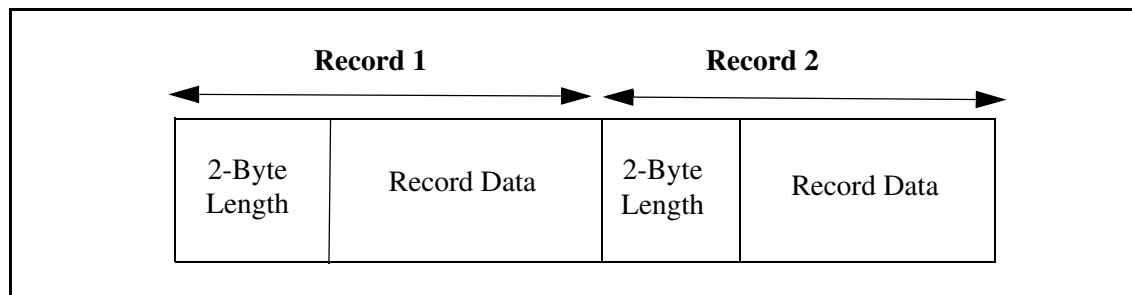 Record 1
Record 2
2-Byte
Length
Record Data
2-Byte
Length
Record Data